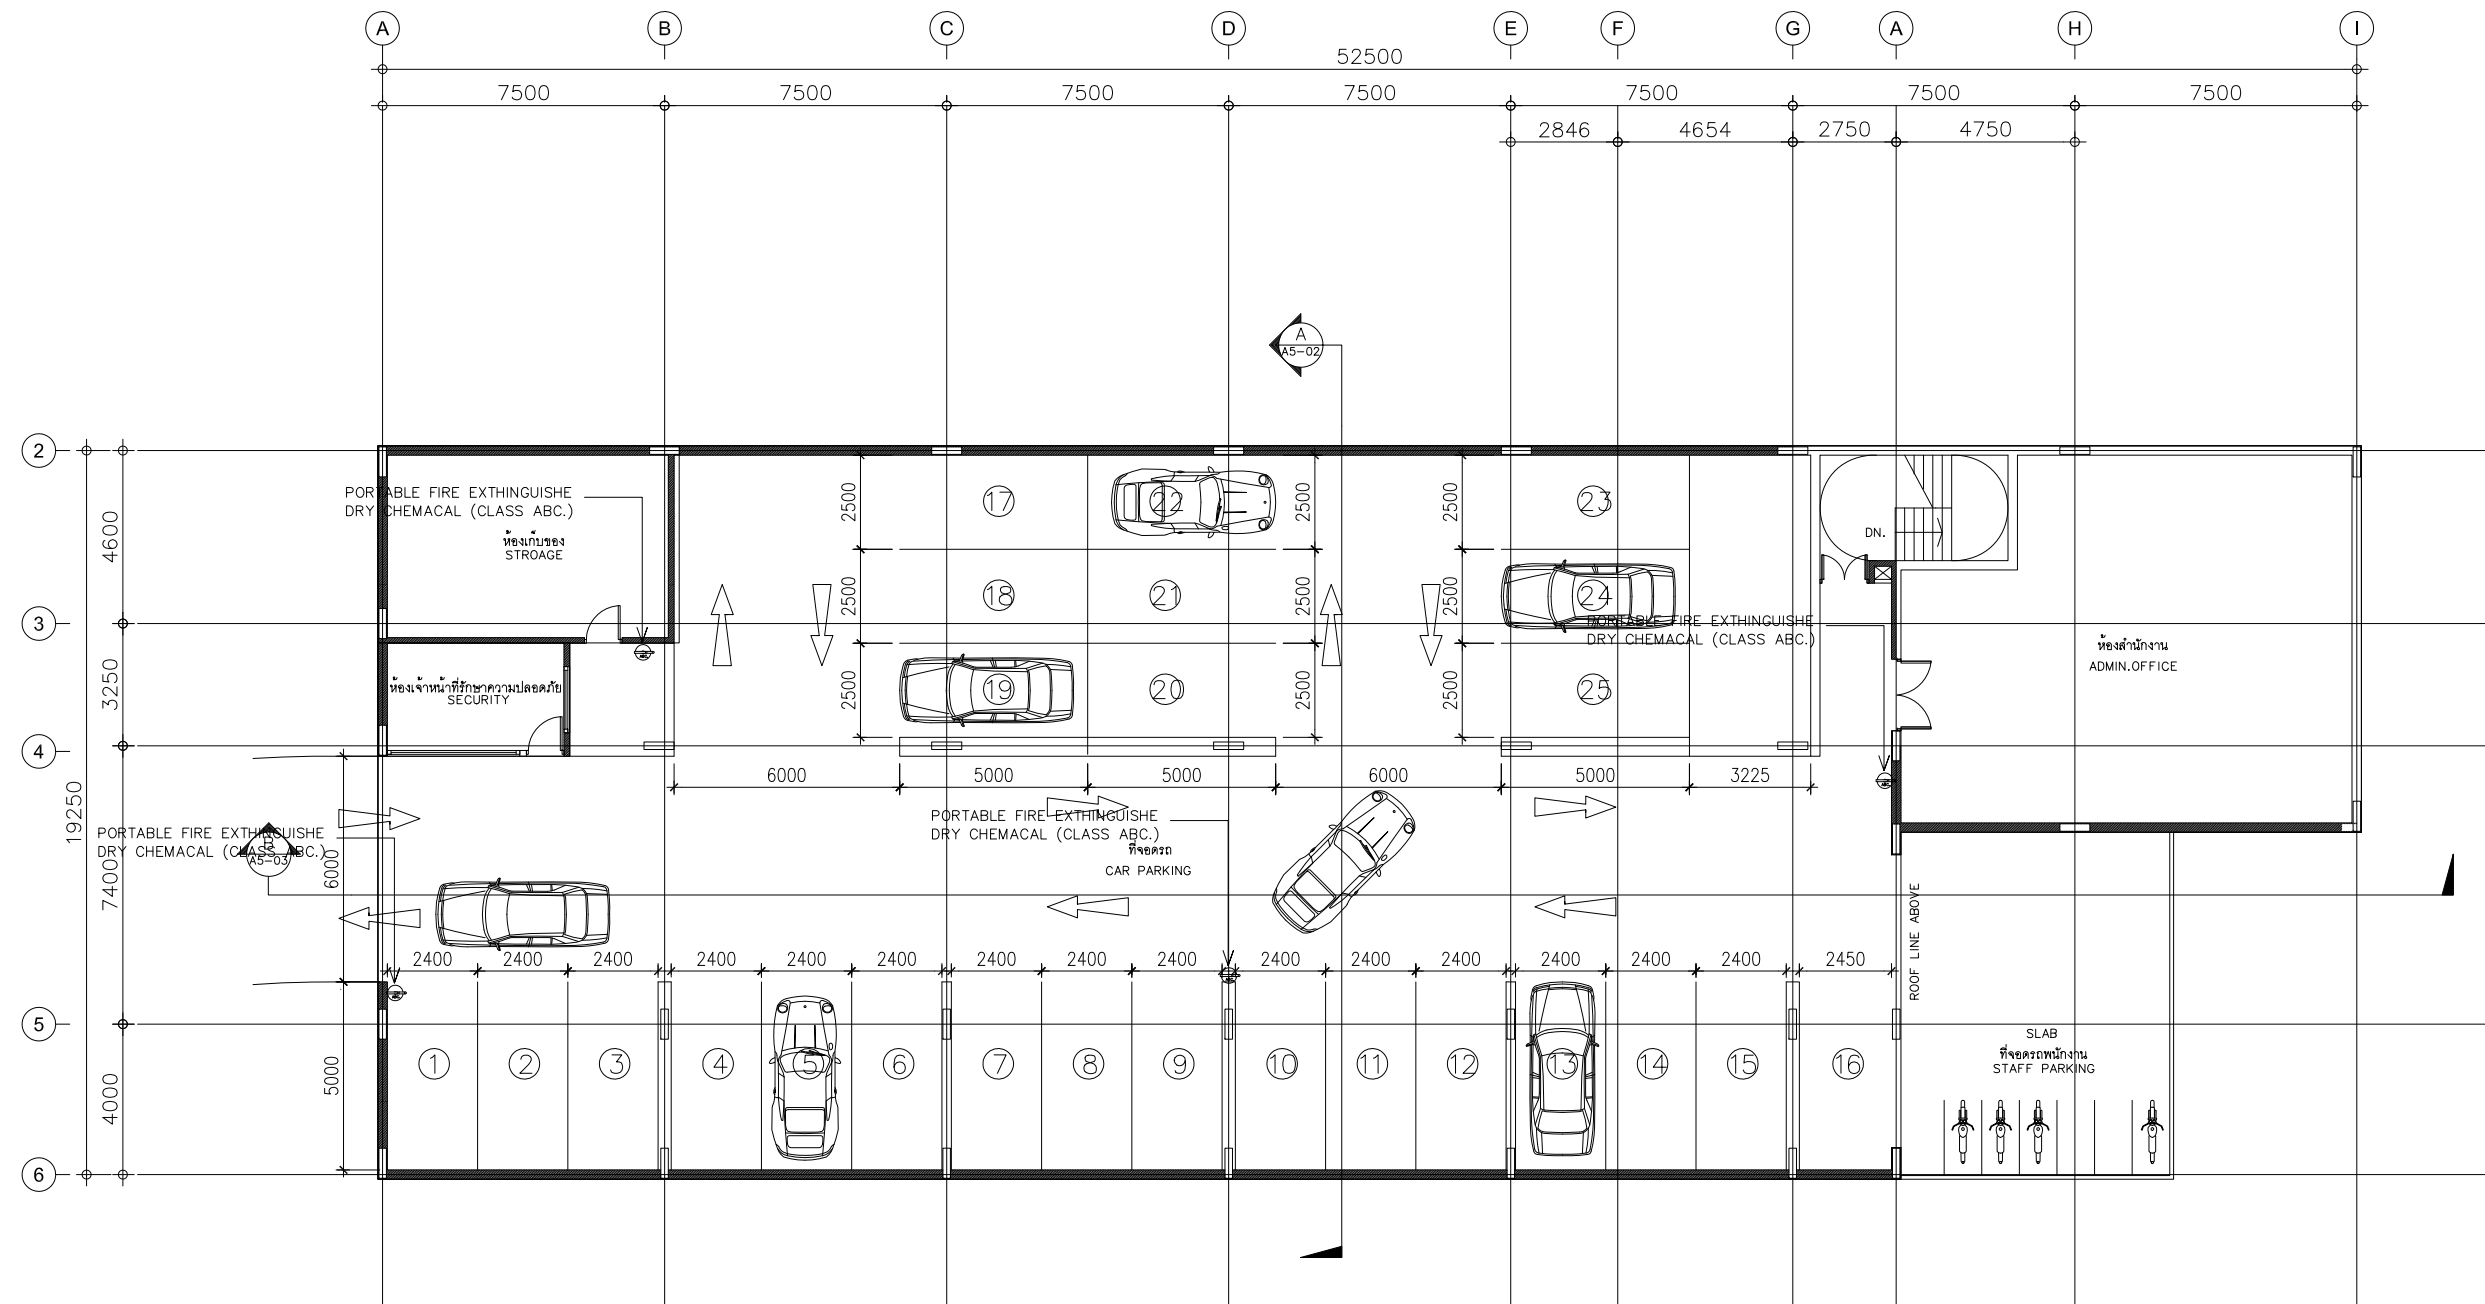 A B C D E F G A H I
52500
7500 7500 7500 7500 7500 7500 7500
2846 4654 2750 4750
A
A5-02
2
3
4
5
6
19250
4600
3250
7400
4000
PORTABLE FIRE EXTHINGUISHE
DRY CHEMACAL (CLASS ABC.)
ห้องเก็บของ
STROAGE
ห้องเจ้าหน้าที่รักษาความปลอดภัย
SECURITY
2500 17 22 2500 2500 23
2500 18 21 2500 2500 24
2500 19 20 2500 2500 25
DN.
PORTABLE FIRE EXTHINGUISHE
DRY CHEMACAL (CLASS ABC.)
ห้องสำนักงาน
ADMIN.OFFICE
6000 5000 5000 6000 5000 3225
PORTABLE FIRE EXTHINGUISHE
DRY CHEMACAL (CLASS ABC.)
B
A5-03
6000
PORTABLE FIRE EXTHINGUISHE
DRY CHEMACAL (CLASS ABC.)
ที่จอดรถ
CAR PARKING
ROOF LINE ABOVE
2400 2400 2400 2400 2400 2400 2400 2400 2400 2400 2400 2400 2400 2400 2400 2450
5000
1 2 3 4 5 6 7 8 9 10 11 12 13 14 15 16
SLAB
ที่จอดรถพนักงาน
STAFF PARKING